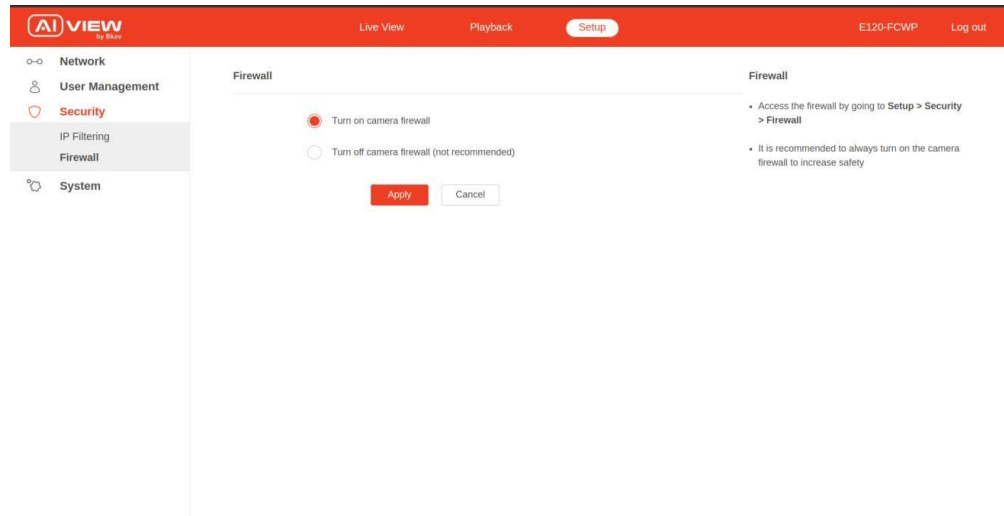 AI VIEW
by Bkav
Live View
Playback
Setup
E120-FCWP
Log out
Network
User Management
Security
IP Filtering
Firewall
System
Firewall
Turn on camera firewall
Turn off camera firewall (not recommended)
Apply
Cancel
Firewall
• Access the firewall by going to Setup > Security
> Firewall
• It is recommended to always turn on the camera
firewall to increase safety